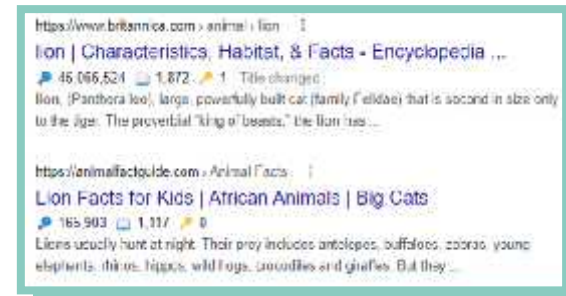 https://www.britannica.com › animal › lion
lion | Characteristics, Habitat, & Facts - Encyclopedia ...
46,066,524 1,872 1 Title changed
lion, (Panthera leo), large, powerfully built cat (family Felidae) that is second in size only
to the tiger. The proverbial "king of beasts," the lion has ...
https://animalfactguide.com › Animal Facts
Lion Facts for Kids | African Animals | Big Cats
165,903 1,117 0
Lions usually hunt at night. Their prey includes antelopes, buffaloes, zebras, young
elephants, rhinos, hippos, wild hogs, crocodiles and giraffes. But they ...